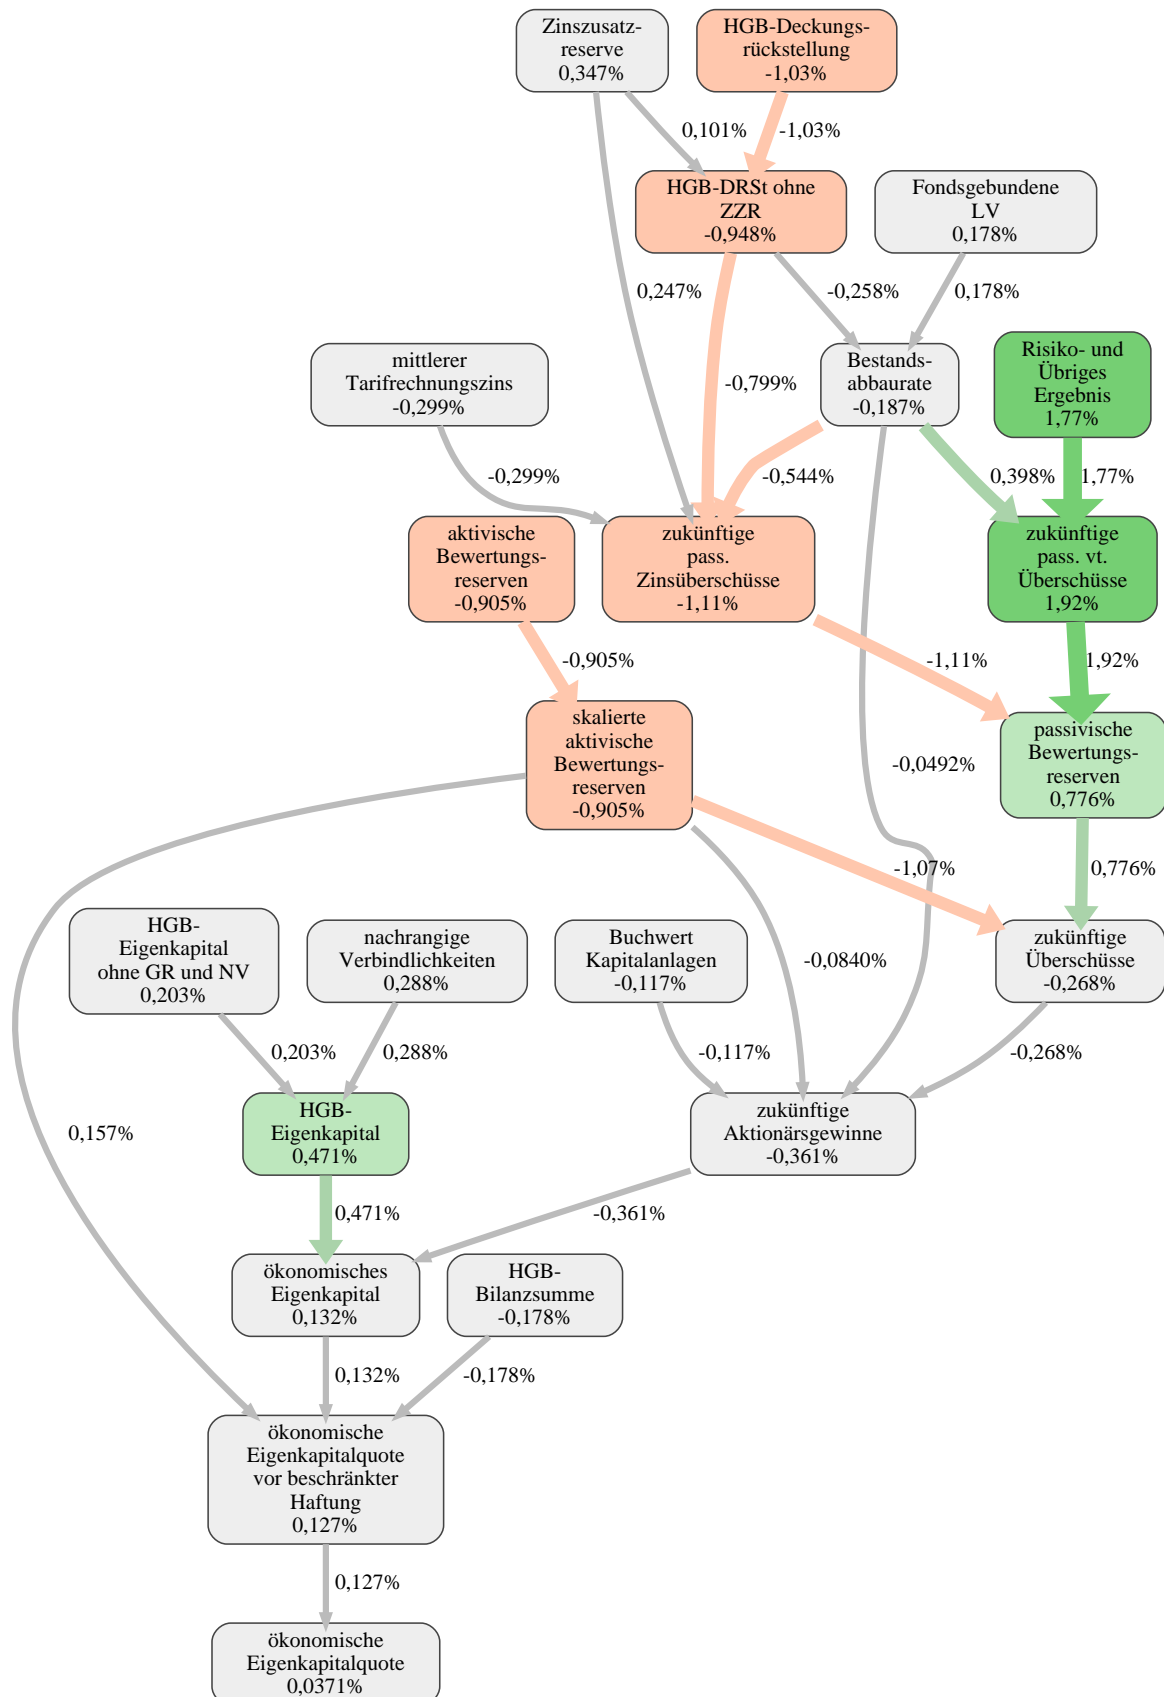 Zinszusatz-
reserve
0,347%
HGB-Deckungs-
rückstellung
-1,03%
0,101%
-1,03%
HGB-DRSt ohne
ZZR
-0,948%
Fondsgebundene
LV
0,178%
0,247%
-0,258%
0,178%
mittlerer
Tarifrechnungszins
-0,299%
-0,799%
Bestands-
abbaurate
-0,187%
Risiko- und
Übriges
Ergebnis
1,77%
-0,299%
-0,544%
0,398%
1,77%
aktivische
Bewertungs-
reserven
-0,905%
zukünftige
pass.
Zinsüberschüsse
-1,11%
zukünftige
pass. vt.
Überschüsse
1,92%
-0,905%
-1,11%
1,92%
skalierte
aktivische
Bewertungs-
reserven
-0,905%
-0,0492%
passivische
Bewertungs-
reserven
0,776%
-1,07%
0,776%
HGB-
Eigenkapital
ohne GR und NV
0,203%
nachrangige
Verbindlichkeiten
0,288%
Buchwert
Kapitalanlagen
-0,117%
-0,0840%
zukünftige
Überschüsse
-0,268%
0,203%
0,288%
-0,117%
-0,268%
0,157%
HGB-
Eigenkapital
0,471%
zukünftige
Aktionärsgewinne
-0,361%
0,471%
-0,361%
ökonomisches
Eigenkapital
0,132%
HGB-
Bilanzsumme
-0,178%
0,132%
-0,178%
ökonomische
Eigenkapitalquote
vor beschränkter
Haftung
0,127%
0,127%
ökonomische
Eigenkapitalquote
0,0371%